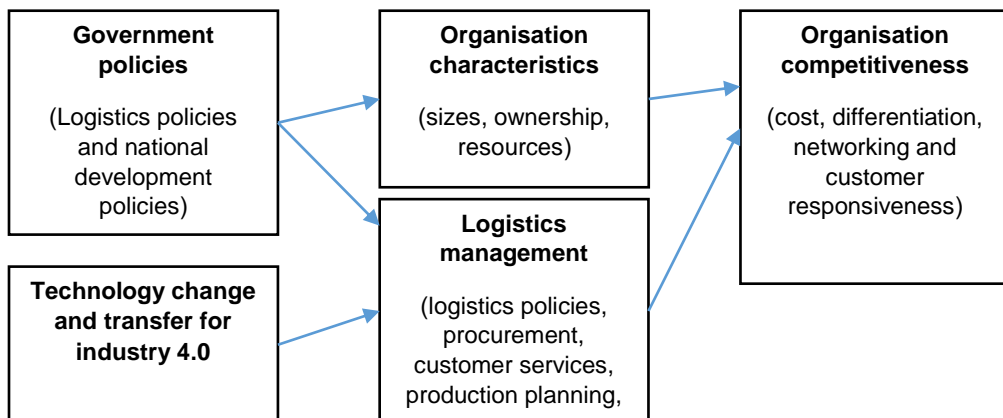 Government
policies
(Logistics policies
and national
development
policies)
Technology change
and transfer for
industry 4.0
Organisation
characteristics
(sizes, ownership,
resources)
Logistics
management
(logistics policies,
procurement,
customer services,
production planning,
Organisation
competitiveness
(cost, differentiation,
networking and
customer
responsiveness)